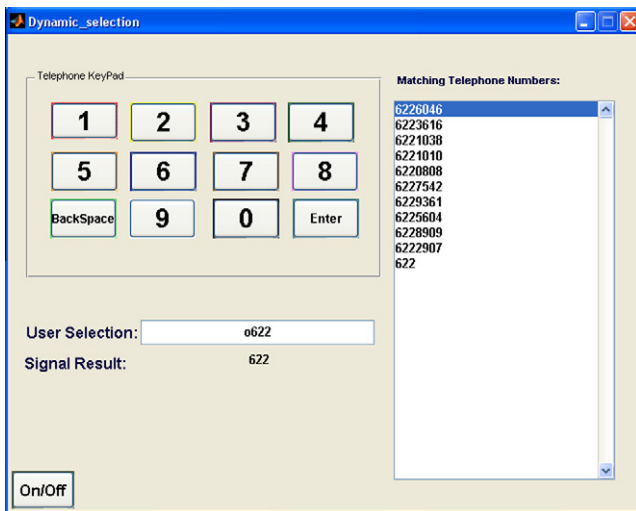 Dynamic_selection
Telephone KeyPad
1 2 3 4
5 6 7 8
BackSpace 9 0 Enter
User Selection: o622
Signal Result: 622
On/Off
Matching Telephone Numbers:
6226046
6223616
6221038
6221010
6220808
6227542
6229361
6225604
6228909
6222907
622